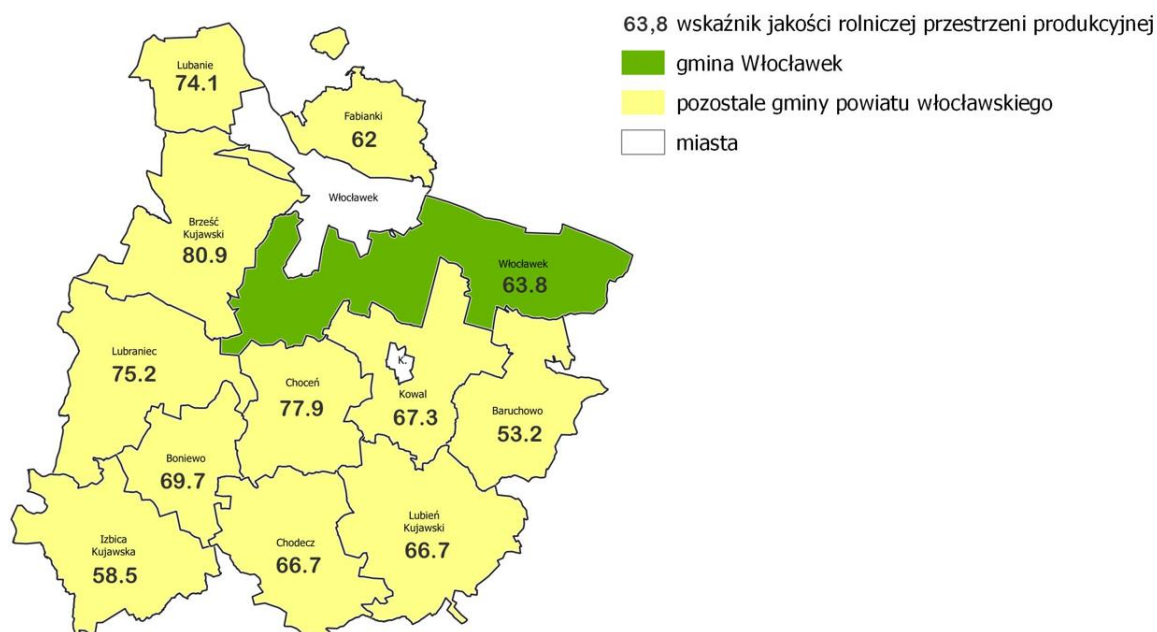 63,8 wskaźnik jakości rolniczej przestrzeni produkcyjnej
gmina Włocławek
pozostałe gminy powiatu włocławskiego
miasta
Lubanie
74.1
Fabianki
62
Włocławek
Brześć
Kujawski
80.9
Włocławek
63.8
Lubraniec
75.2
Choceń
77.9
K.
Kowal
67.3
Baruchowo
53.2
Boniewo
69.7
Izbica
Kujawska
58.5
Chodecz
66.7
Lubień
Kujawski
66.7